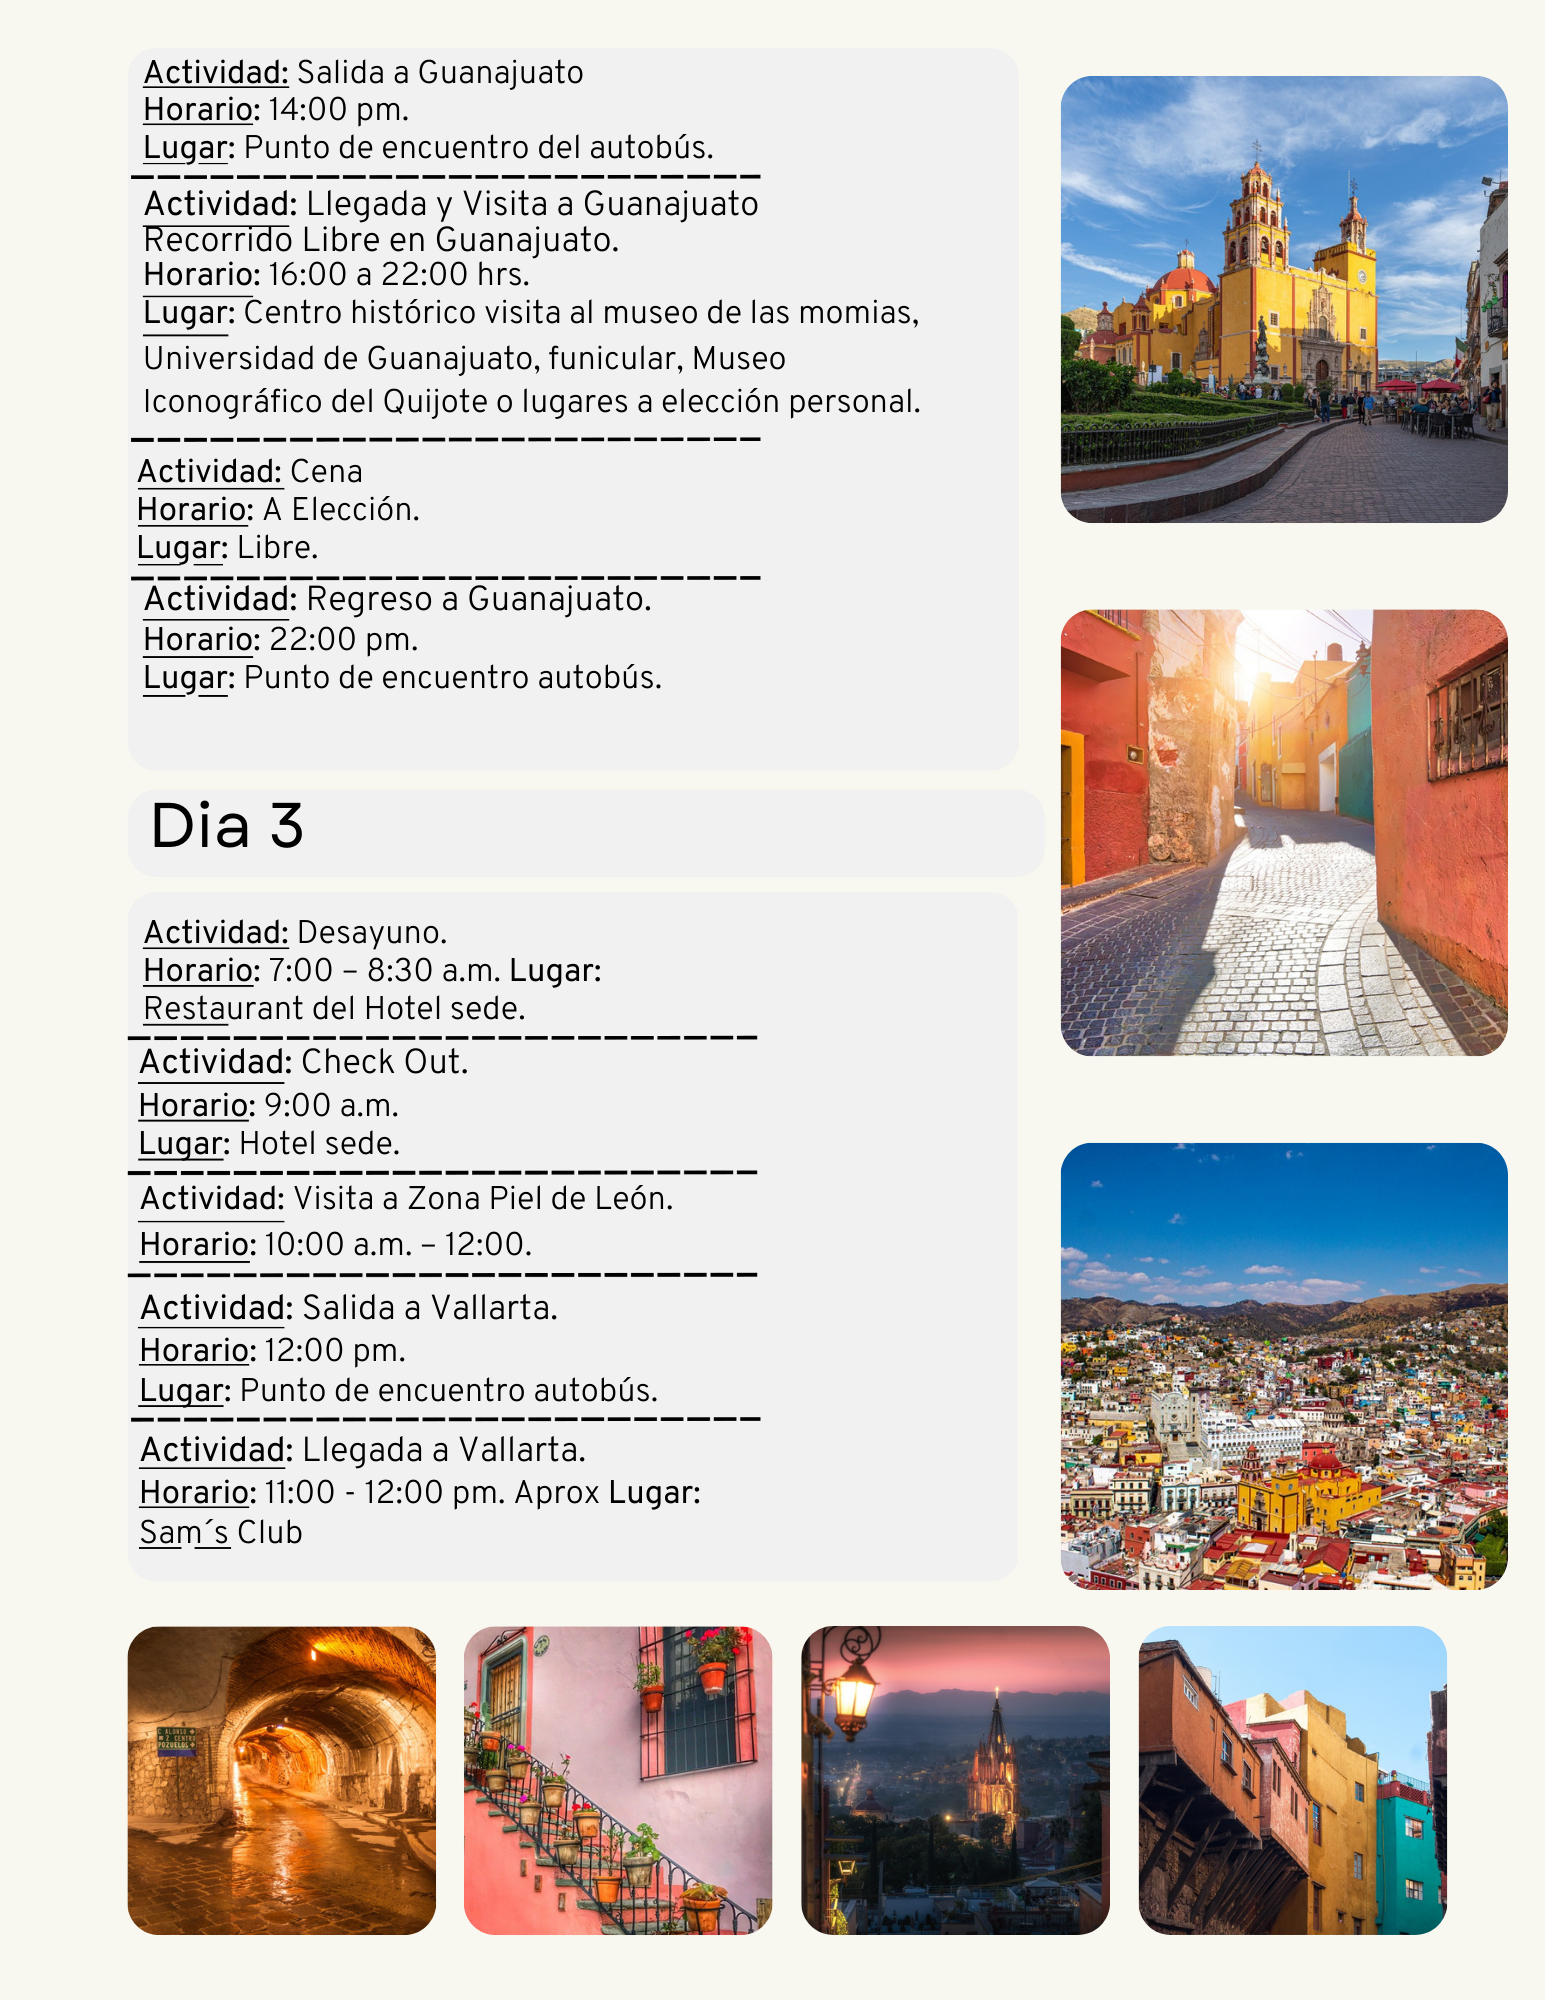 Actividad: Salida a Guanajuato
Horario: 14:00 pm.
Lugar: Punto de encuentro del autobús.
Actividad: Llegada y Visita a Guanajuato
Recorrido Libre en Guanajuato.
Horario: 16:00 a 22:00 hrs.
Lugar: Centro histórico visita al museo de las momias,
Universidad de Guanajuato, funicular, Museo
Iconográfico del Quijote o lugares a elección personal.
Actividad: Cena
Horario: A Elección.
Lugar: Libre.
Actividad: Regreso a Guanajuato.
Horario: 22:00 pm.
Lugar: Punto de encuentro autobús.
Dia 3
Actividad: Desayuno.
Horario: 7:00 – 8:30 a.m. Lugar:
Restaurant del Hotel sede.
Actividad: Check Out.
Horario: 9:00 a.m.
Lugar: Hotel sede.
Actividad: Visita a Zona Piel de León.
Horario: 10:00 a.m. – 12:00.
Actividad: Salida a Vallarta.
Horario: 12:00 pm.
Lugar: Punto de encuentro autobús.
Actividad: Llegada a Vallarta.
Horario: 11:00 - 12:00 pm. Aprox Lugar:
Sam´s Club
C. ALONSO
Z. CENTRO
POZUELOS